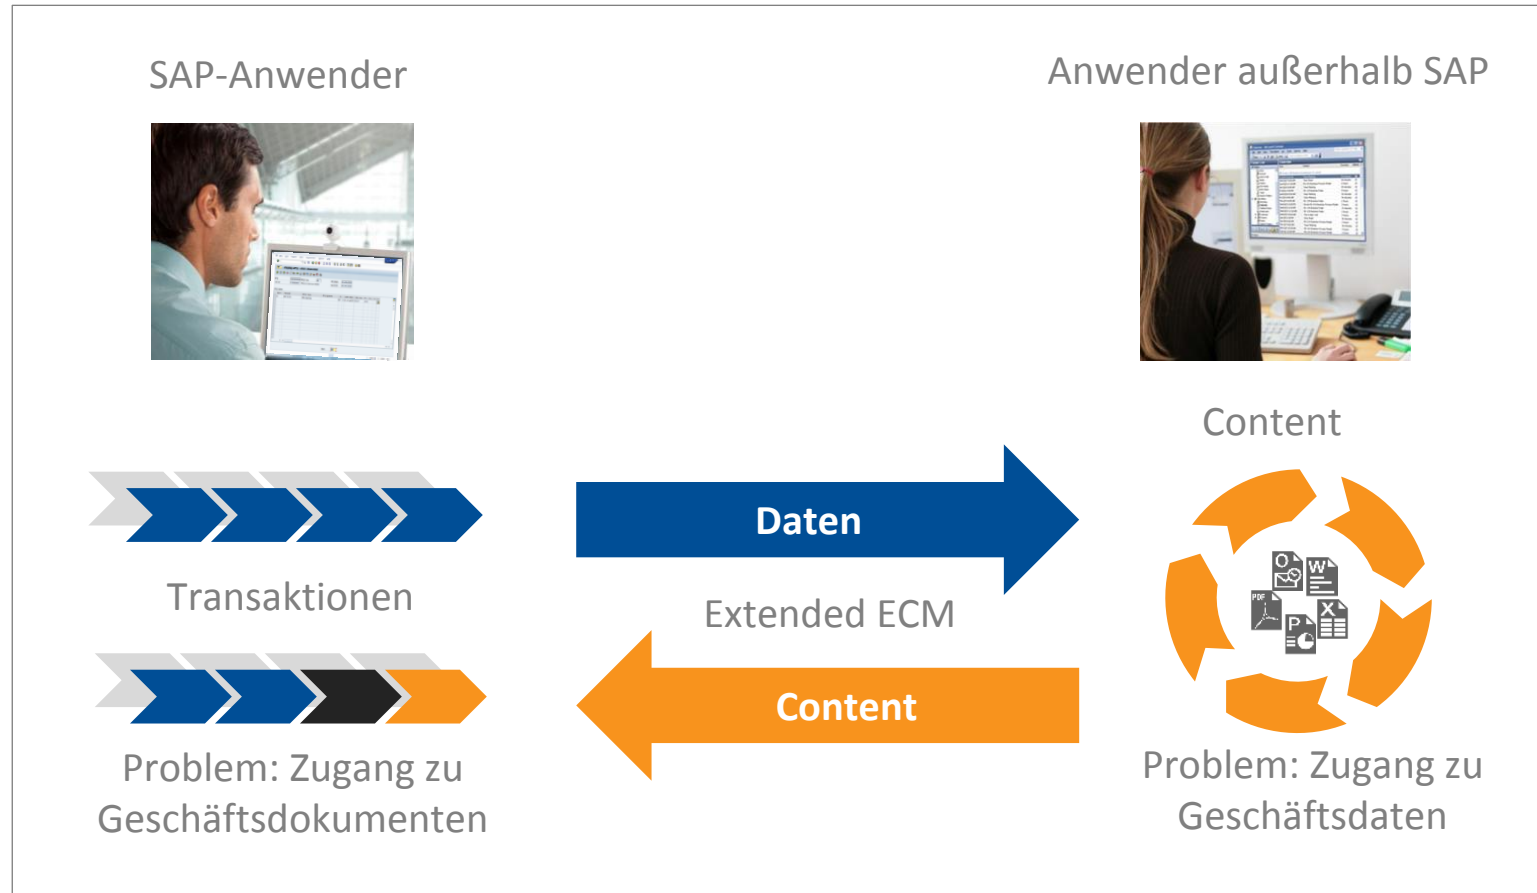 SAP-Anwender
Anwender außerhalb SAP
Content
Daten
Transaktionen
Extended ECM
O
W
PDF
X
P
Content
Problem: Zugang zu
Geschäftsdokumenten
Problem: Zugang zu
Geschäftsdaten